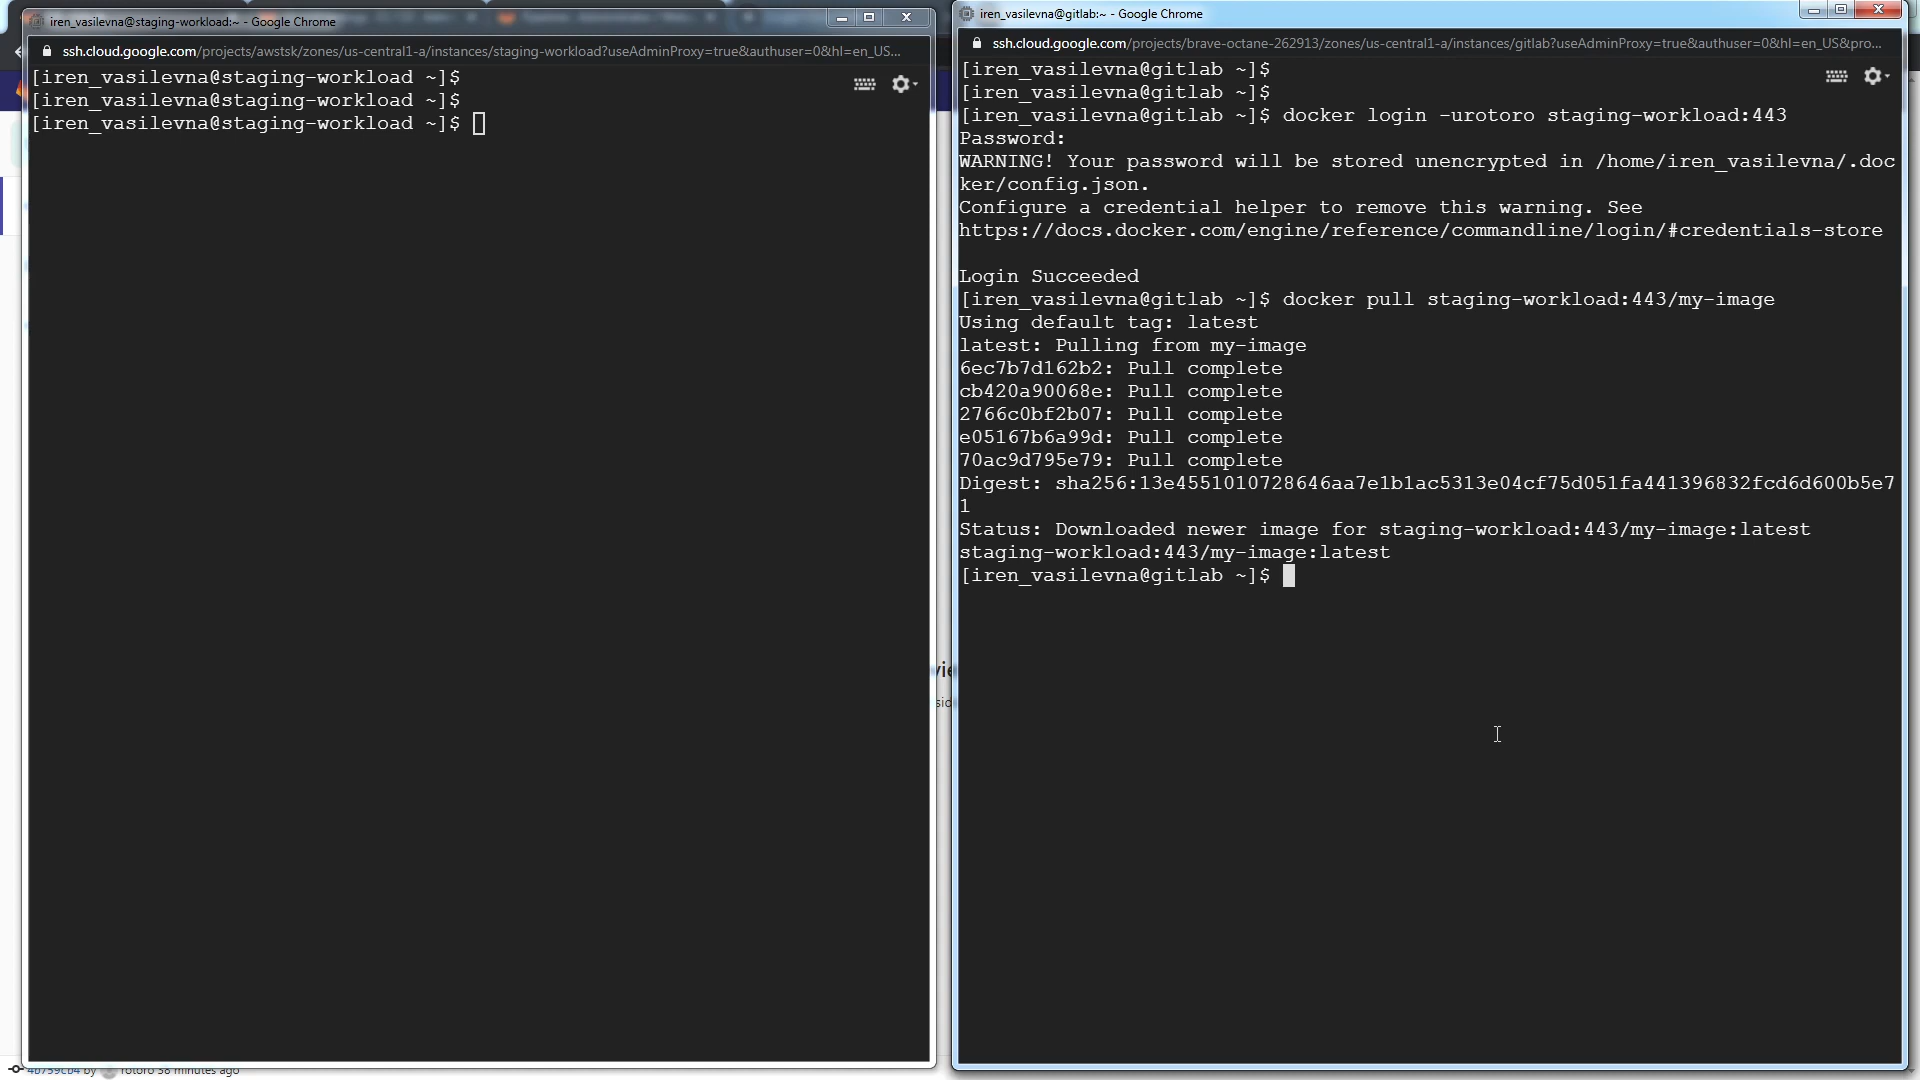 iren_vasilevna@staging-workload:~ - Google Chrome
ssh.cloud.google.com/projects/awstsk/zones/us-central1-a/instances/staging-workload?useAdminProxy=true&authuser=0&hl=en_US...
[iren_vasilevna@staging-workload ~]$
[iren_vasilevna@staging-workload ~]$
[iren_vasilevna@staging-workload ~]$
iren_vasilevna@gitlab:~ - Google Chrome
ssh.cloud.google.com/projects/brave-octane-262913/zones/us-central1-a/instances/gitlab?useAdminProxy=true&authuser=0&hl=en_US&pro...
[iren_vasilevna@gitlab ~]$
[iren_vasilevna@gitlab ~]$
[iren_vasilevna@gitlab ~]$ docker login -urotoro staging-workload:443
Password:
WARNING! Your password will be stored unencrypted in /home/iren_vasilevna/.doc
ker/config.json.
Configure a credential helper to remove this warning. See
https://docs.docker.com/engine/reference/commandline/login/#credentials-store
Login Succeeded
[iren_vasilevna@gitlab ~]$ docker pull staging-workload:443/my-image
Using default tag: latest
latest: Pulling from my-image
6ec7b7d162b2: Pull complete
cb420a90068e: Pull complete
2766c0bf2b07: Pull complete
e05167b6a99d: Pull complete
70ac9d795e79: Pull complete
Digest: sha256:13e4551010728646aa7e1b1ac5313e04cf75d051fa441396832fcd6d600b5e7
1
Status: Downloaded newer image for staging-workload:443/my-image:latest
staging-workload:443/my-image:latest
[iren_vasilevna@gitlab ~]$
4b759cb4 by rotoro 38 minutes ago